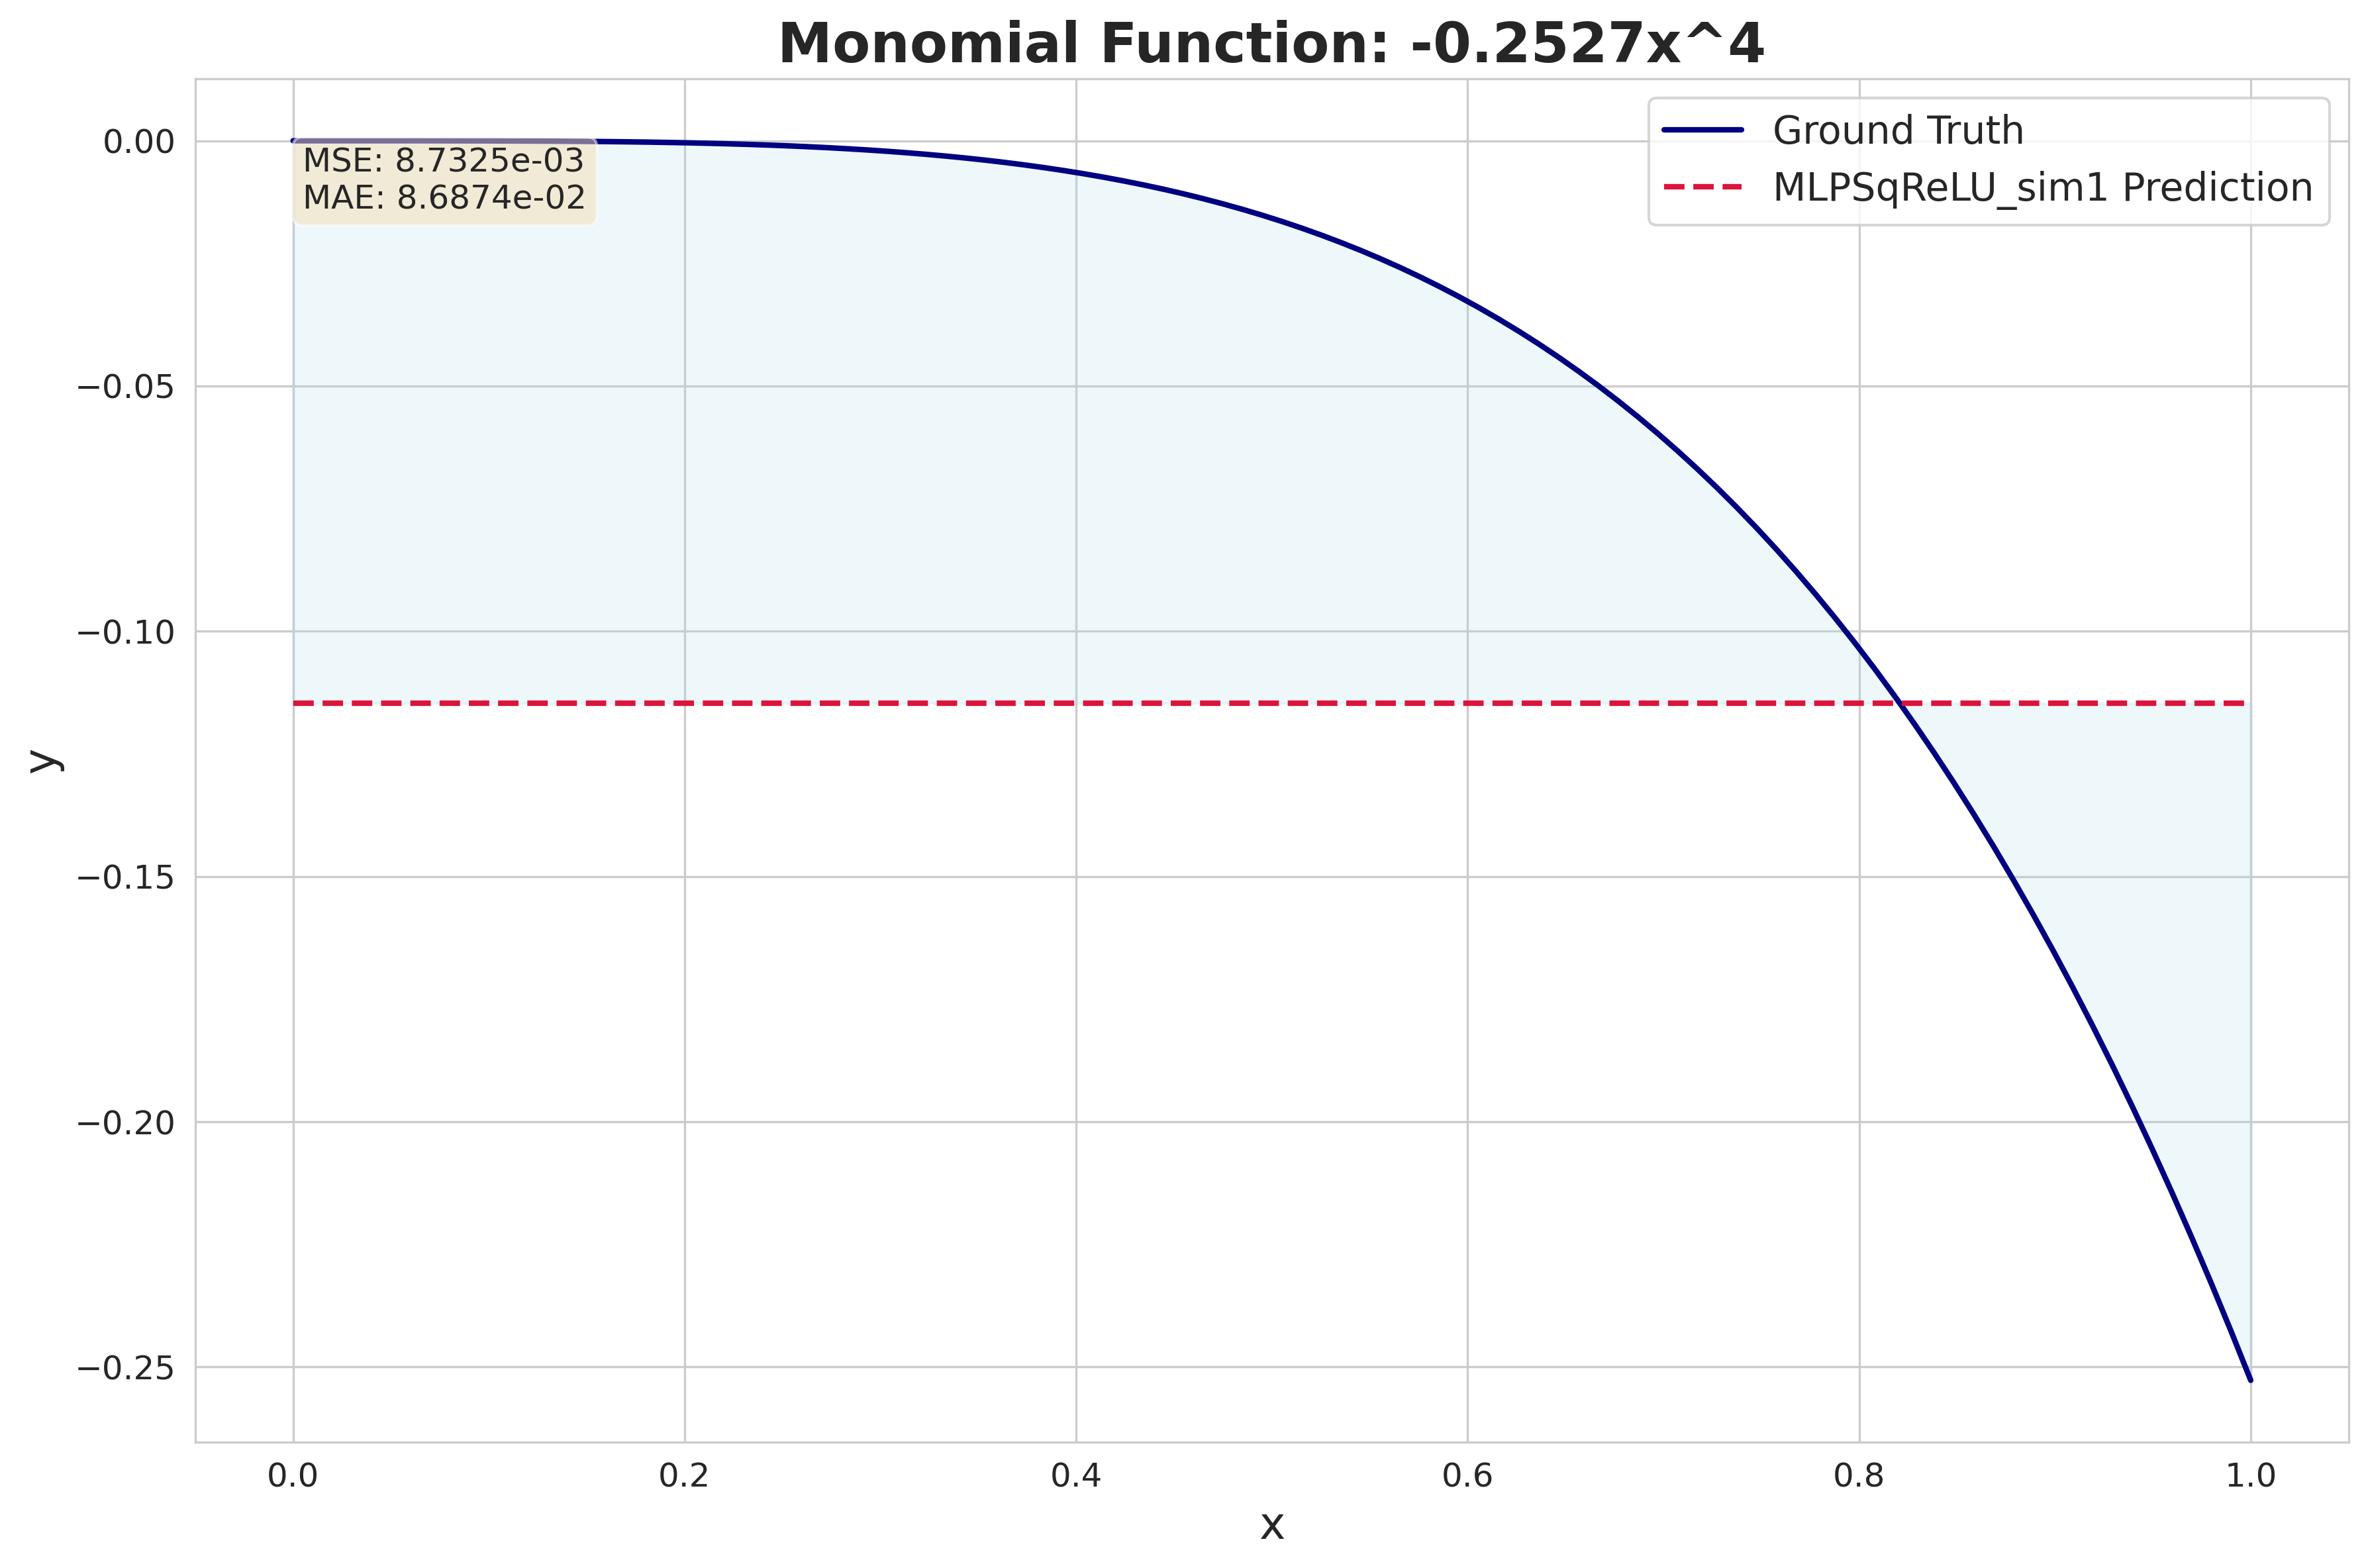 Monomial Function: -0.2527x^4
Ground Truth
MLPSqReLU_sim1 Prediction
MSE: 8.7325e-03
MAE: 8.6874e-02
0.00
−0.05
−0.10
−0.15
−0.20
−0.25
y
0.0
0.2
0.4
0.6
0.8
1.0
x